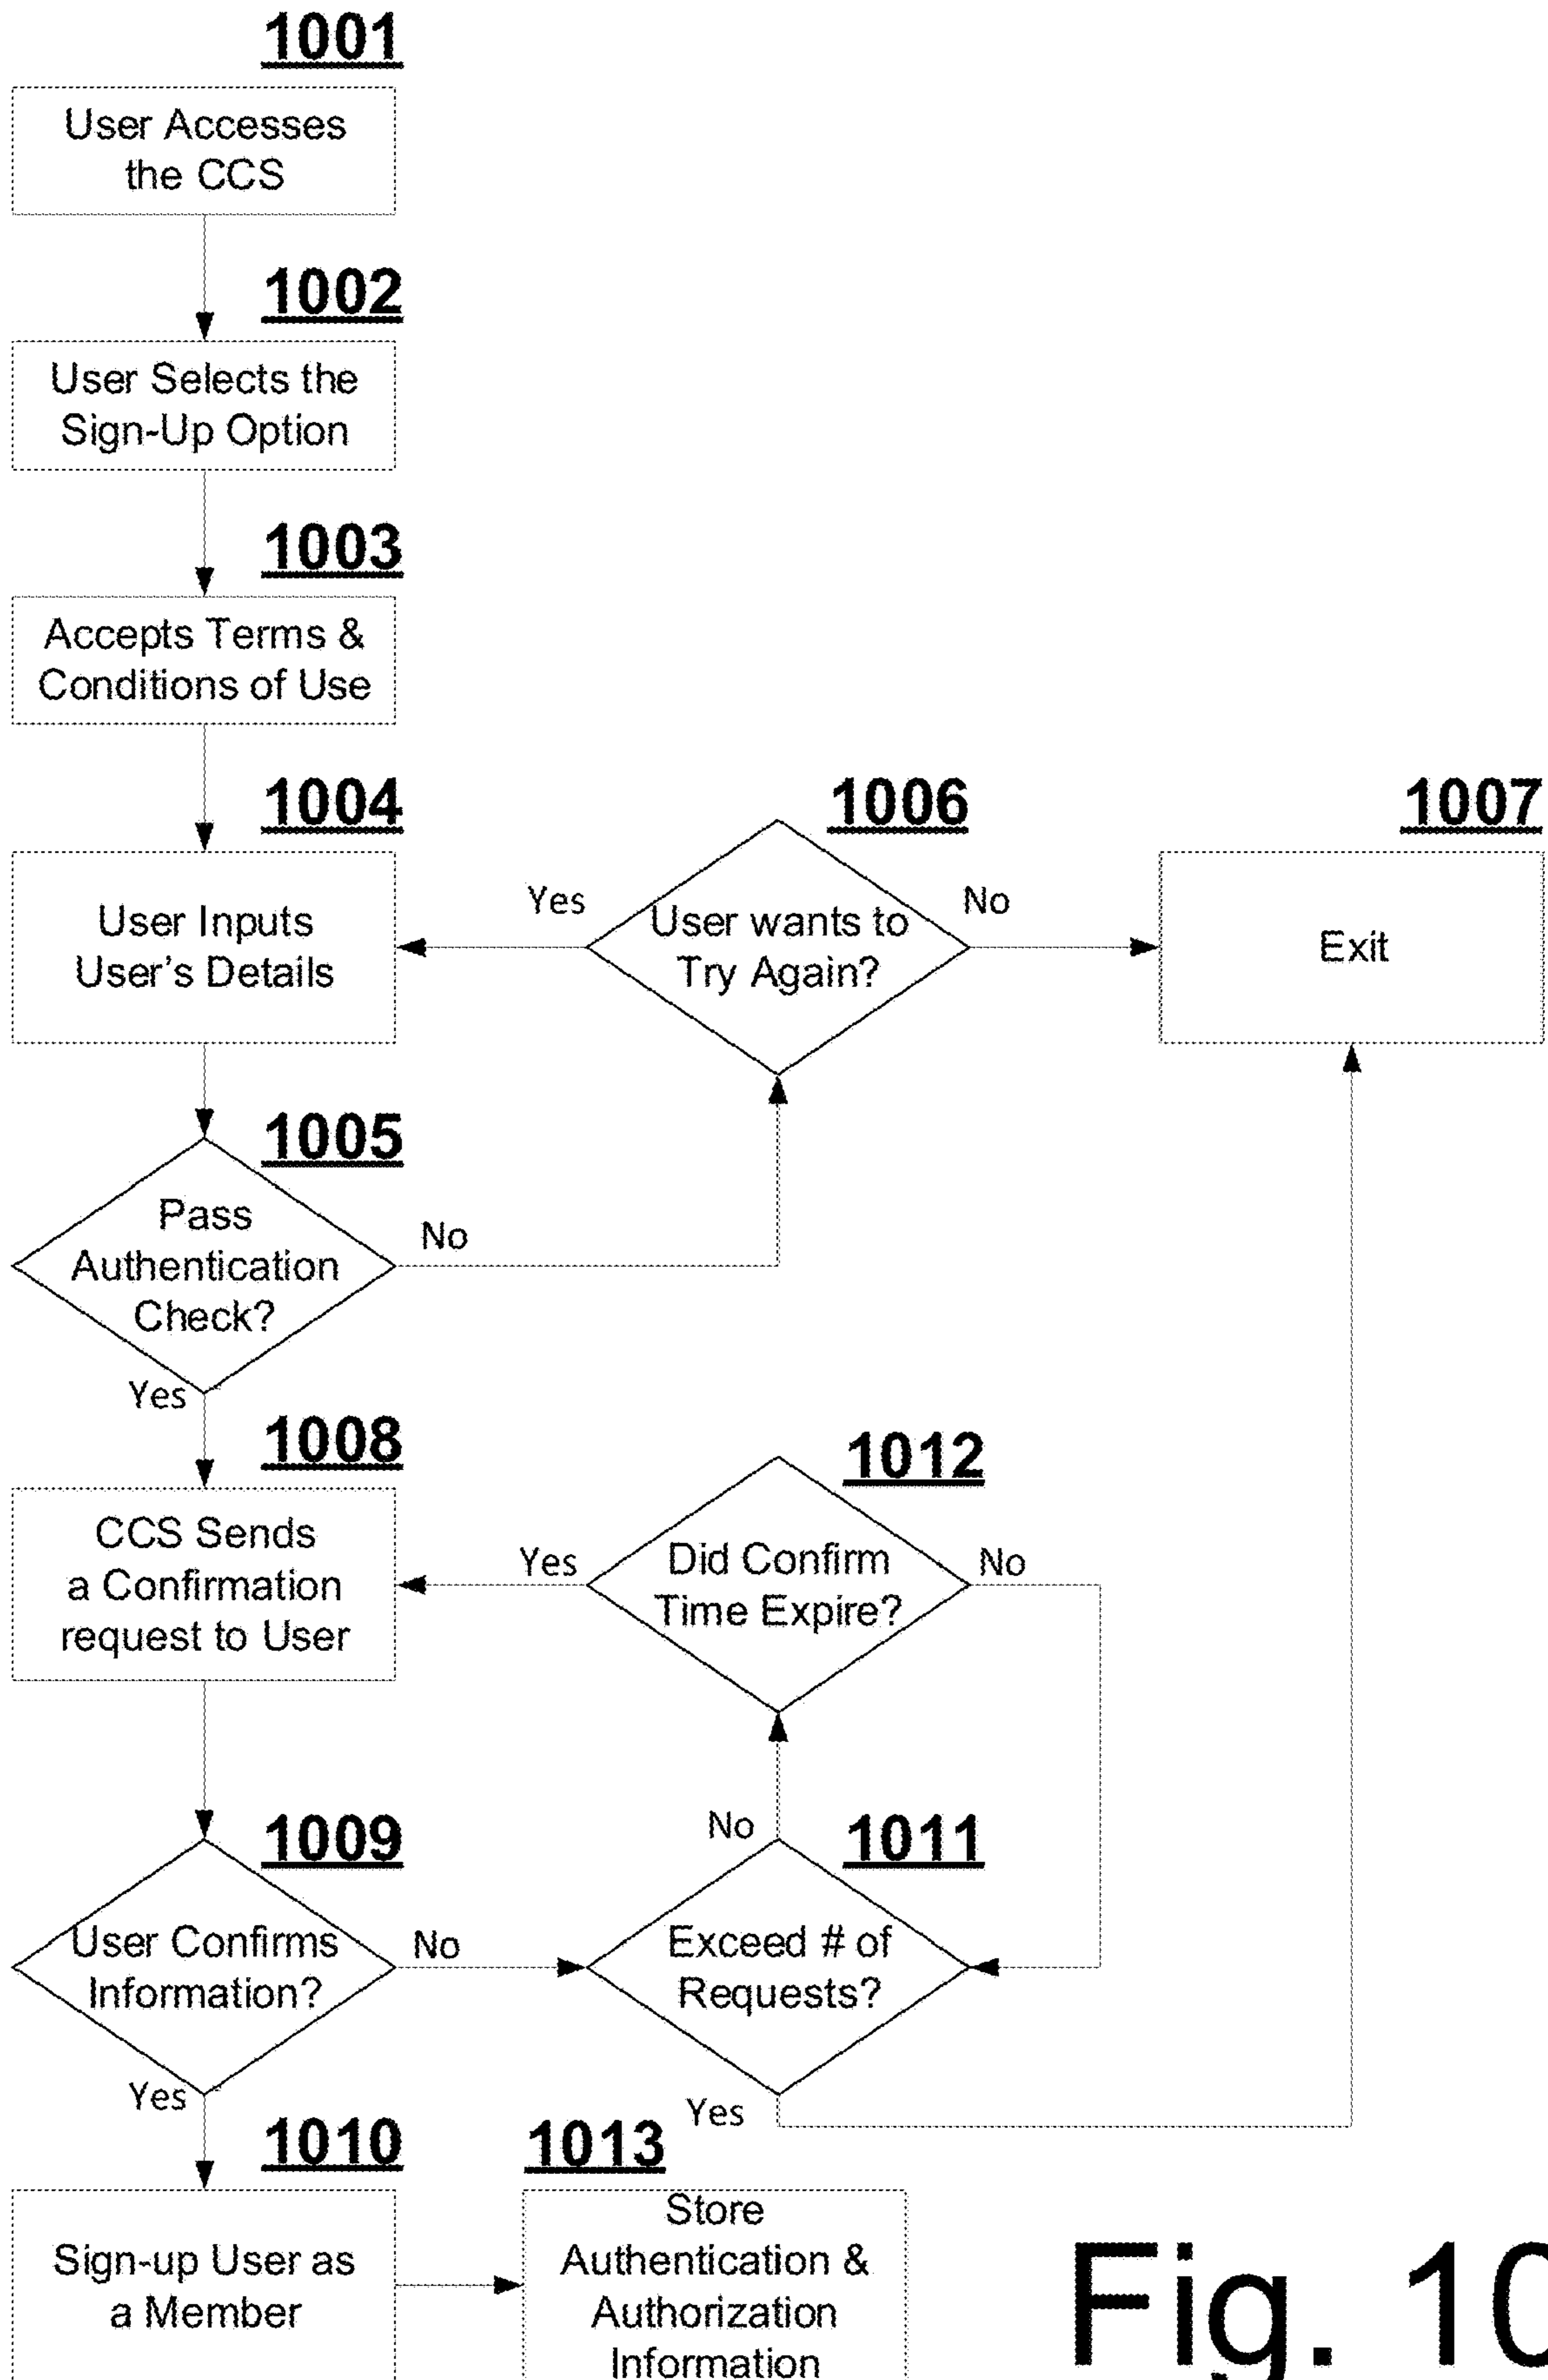 1001
User Accesses
the CCS
1002
User Selects the
Sign-Up Option
1003
Accepts Terms &
Conditions of Use
1004
User Inputs
User's Details
Yes
1006
User wants to
Try Again?
No
1007
Exit
1005
Pass
Authentication
Check?
No
Yes
1008
CCS Sends
a Confirmation
request to User
Yes
1012
Did Confirm
Time Expire?
No
1009
User Confirms
Information?
No
No
1011
Exceed # of
Requests?
Yes
Yes
1010
Sign-up User as
a Member
1013
Store
Authentication &
Authorization
Information
Fig. 10